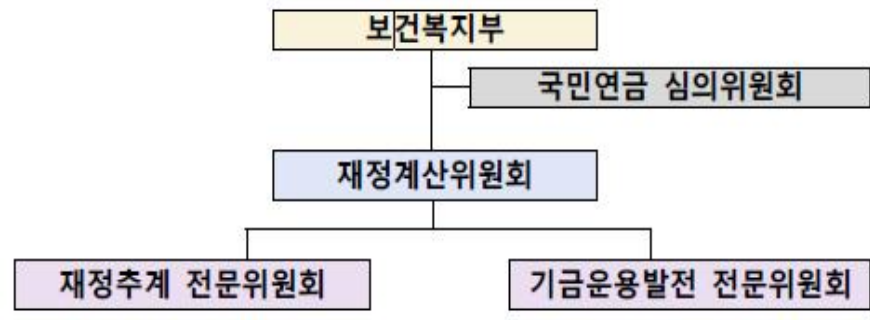 보건복지부
국민연금 심의위원회
재정계산위원회
재정추계 전문위원회
기금운용발전 전문위원회